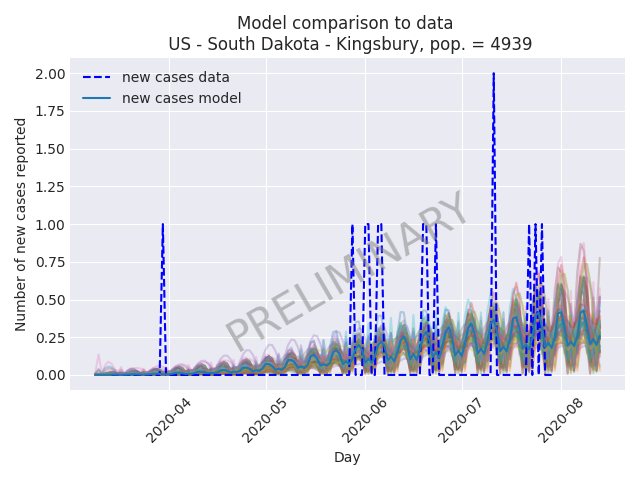 Model comparison to data
US - South Dakota - Kingsbury, pop. = 4939
new cases data
new cases model
2.00
1.75
1.50
1.25
1.00
0.75
0.50
0.25
0.00
Number of new cases reported
PRELIMINARY
2020-04
2020-05
2020-06
2020-07
2020-08
Day